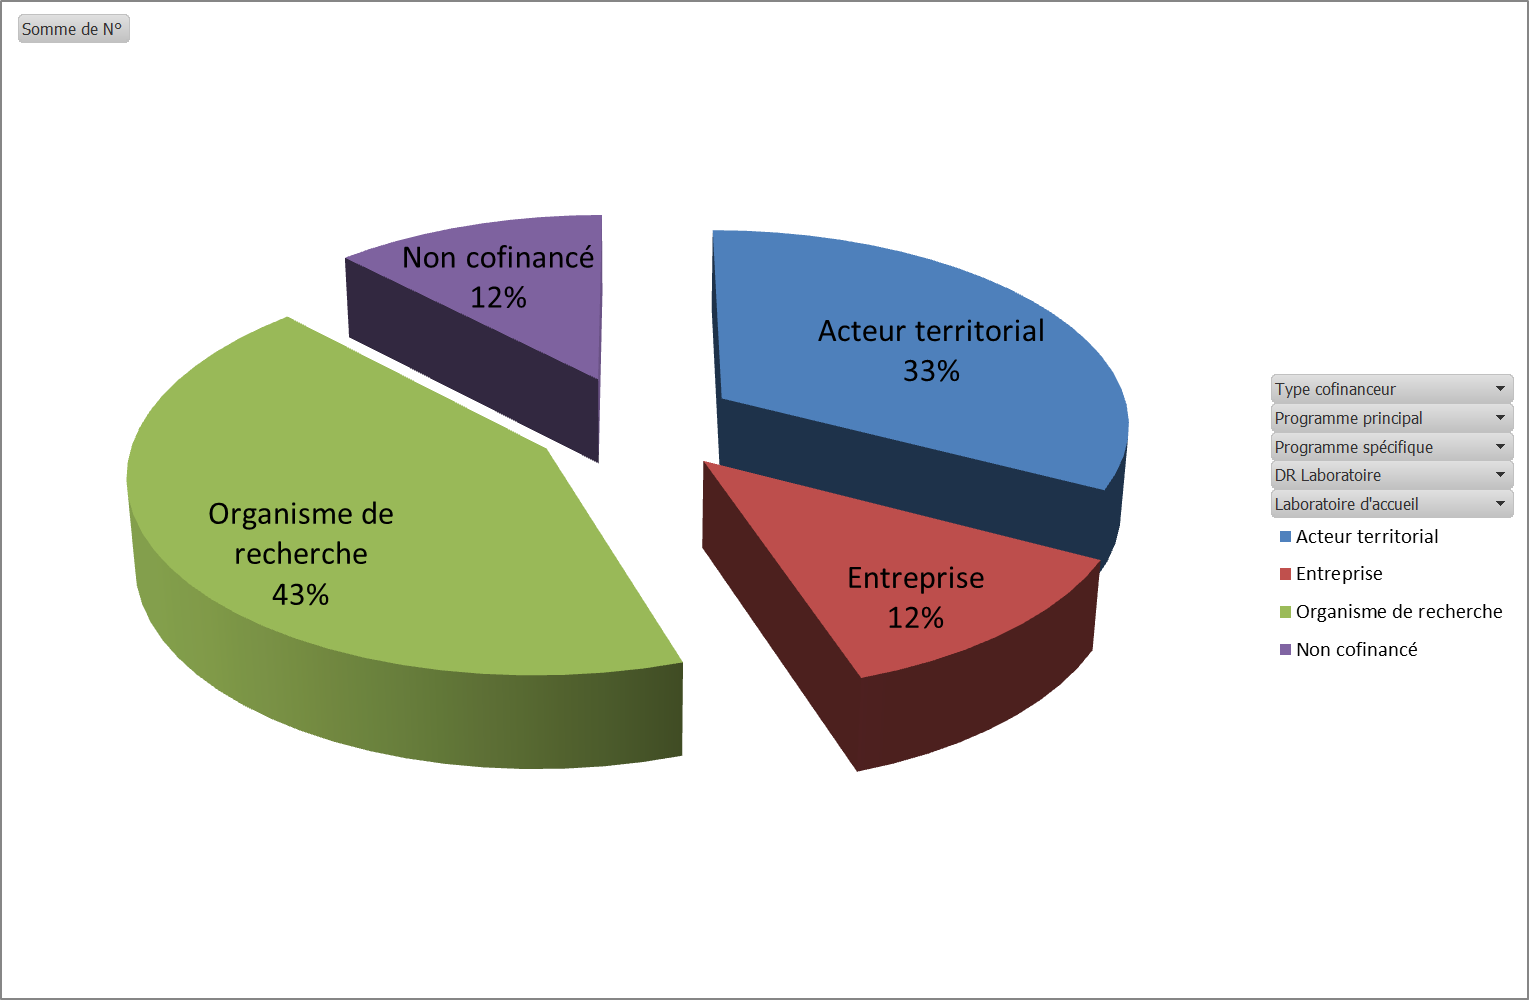 Somme de N°
Non cofinancé
12%
Acteur territorial
33%
Organisme de
recherche
43%
Entreprise
12%
Type cofinanceur
Programme principal
Programme spécifique
DR Laboratoire
Laboratoire d'accueil
Acteur territorial
Entreprise
Organisme de recherche
Non cofinancé